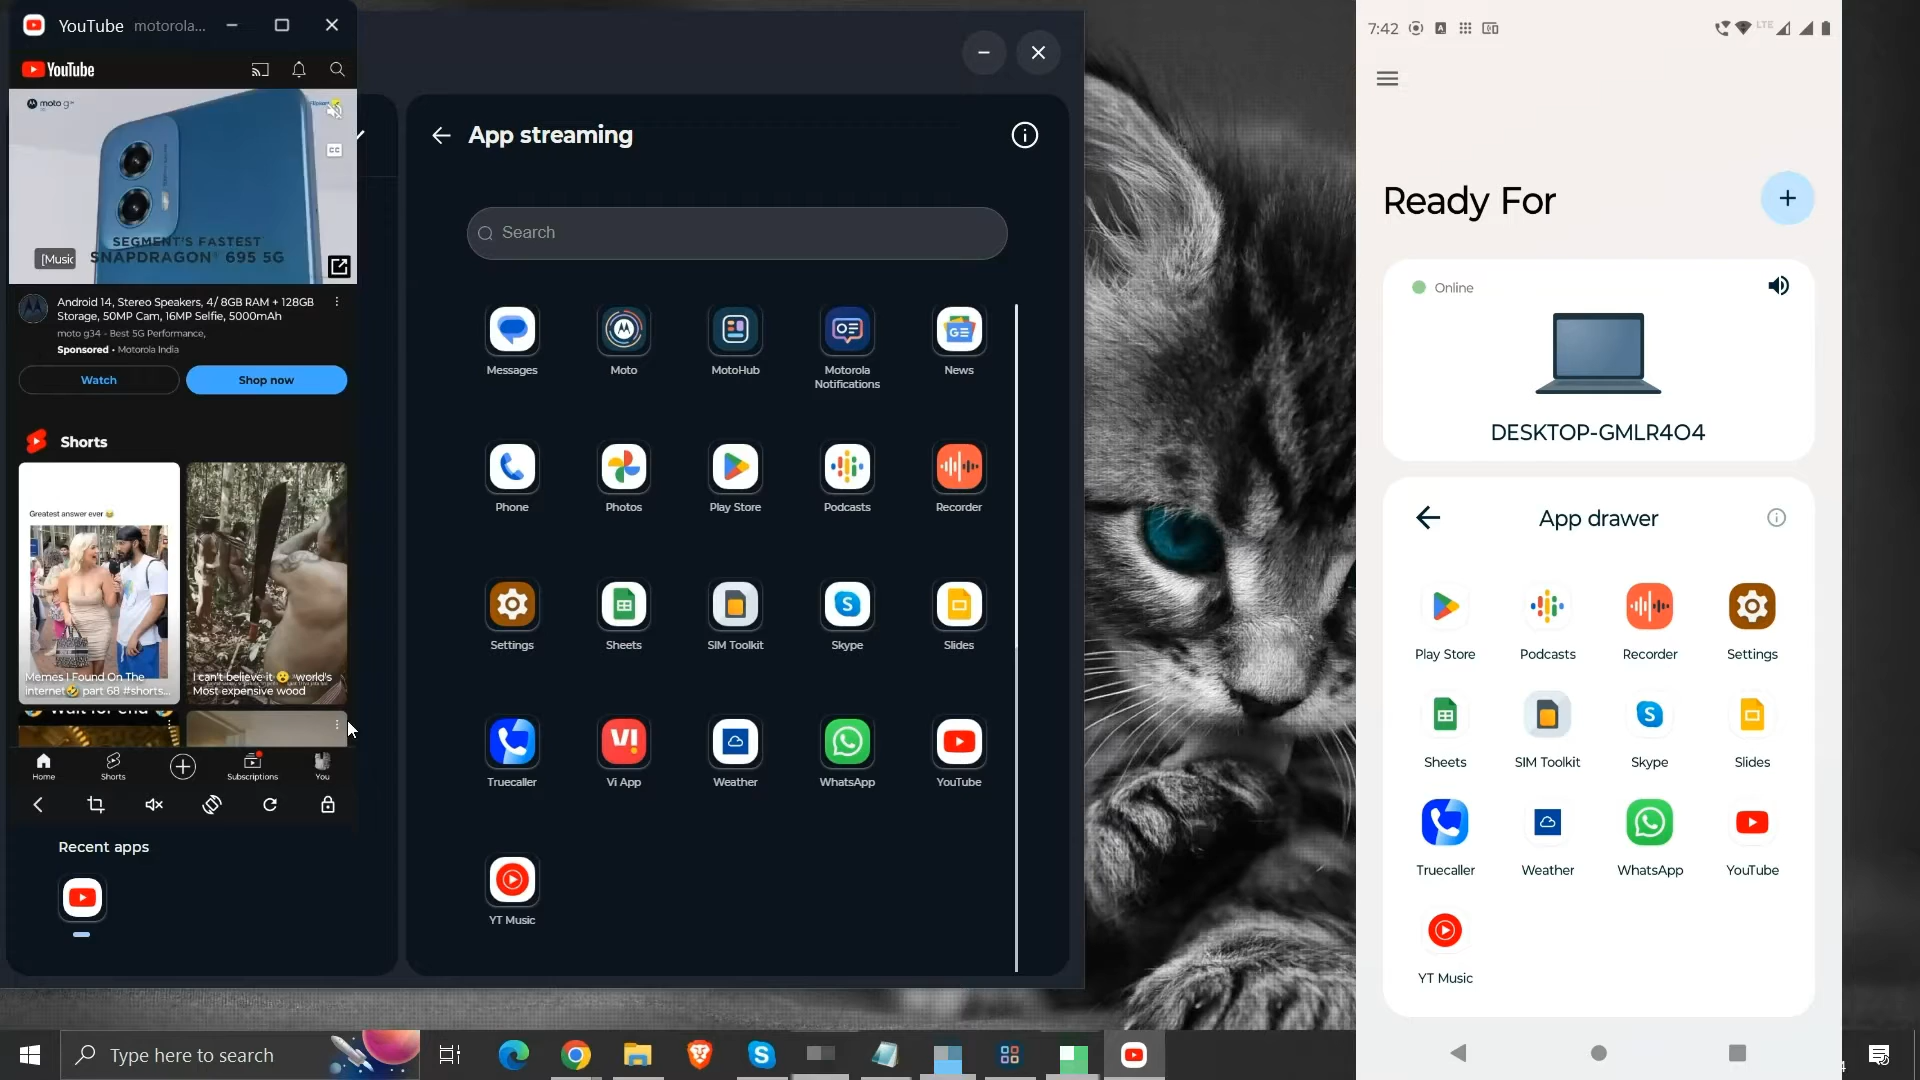 YouTube motorola...
YouTube
moto g34
CC
SEGMENT'S FASTEST
SNAPDRAGON® 695 5G
[Music
Android 14, Stereo Speakers, 4/ 8GB RAM + 128GB
Storage, 50MP Cam, 16MP Selfie, 5000mAh
moto g34 - Best 5G Performance,
Sponsored • Motorola India
Watch
Shop now
Shorts
Greatest answer ever 😂
Memes I Found On The
Internet🤣 part 68 #shorts...
I can't believe it 😮 world's
Most expensive wood
Wait for end
Home
Shorts
Subscriptions
You
Recent apps
App streaming
Search
Messages
Moto
MotoHub
Motorola
Notifications
News
Phone
Photos
Play Store
Podcasts
Recorder
Settings
Sheets
SIM Toolkit
Skype
Slides
Truecaller
Vi App
Weather
WhatsApp
YouTube
YT Music
7:42
LTE
Ready For
Online
DESKTOP-GMLR4O4
App drawer
Play Store
Podcasts
Recorder
Settings
Sheets
SIM Toolkit
Skype
Slides
Truecaller
Weather
WhatsApp
YouTube
YT Music
Type here to search